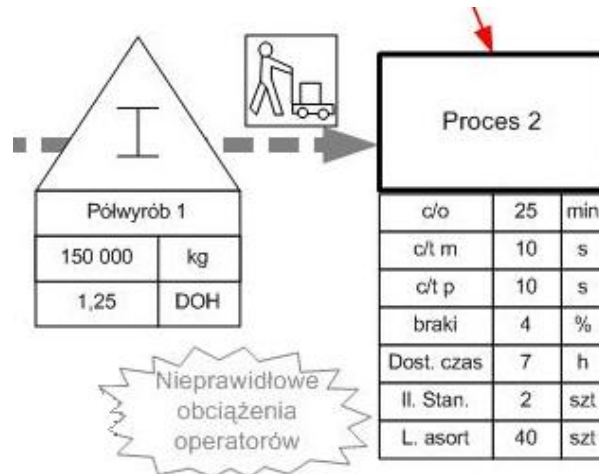 I
Półwyrób 1
150 000 kg
1,25 DOH
Nieprawidłowe
obciążenia
operatorów
Proces 2
c/o 25 min
c/t m 10 s
c/t p 10 s
braki 4 %
Dost. czas 7 h
Il. Stan. 2 szt
L. asort 40 szt